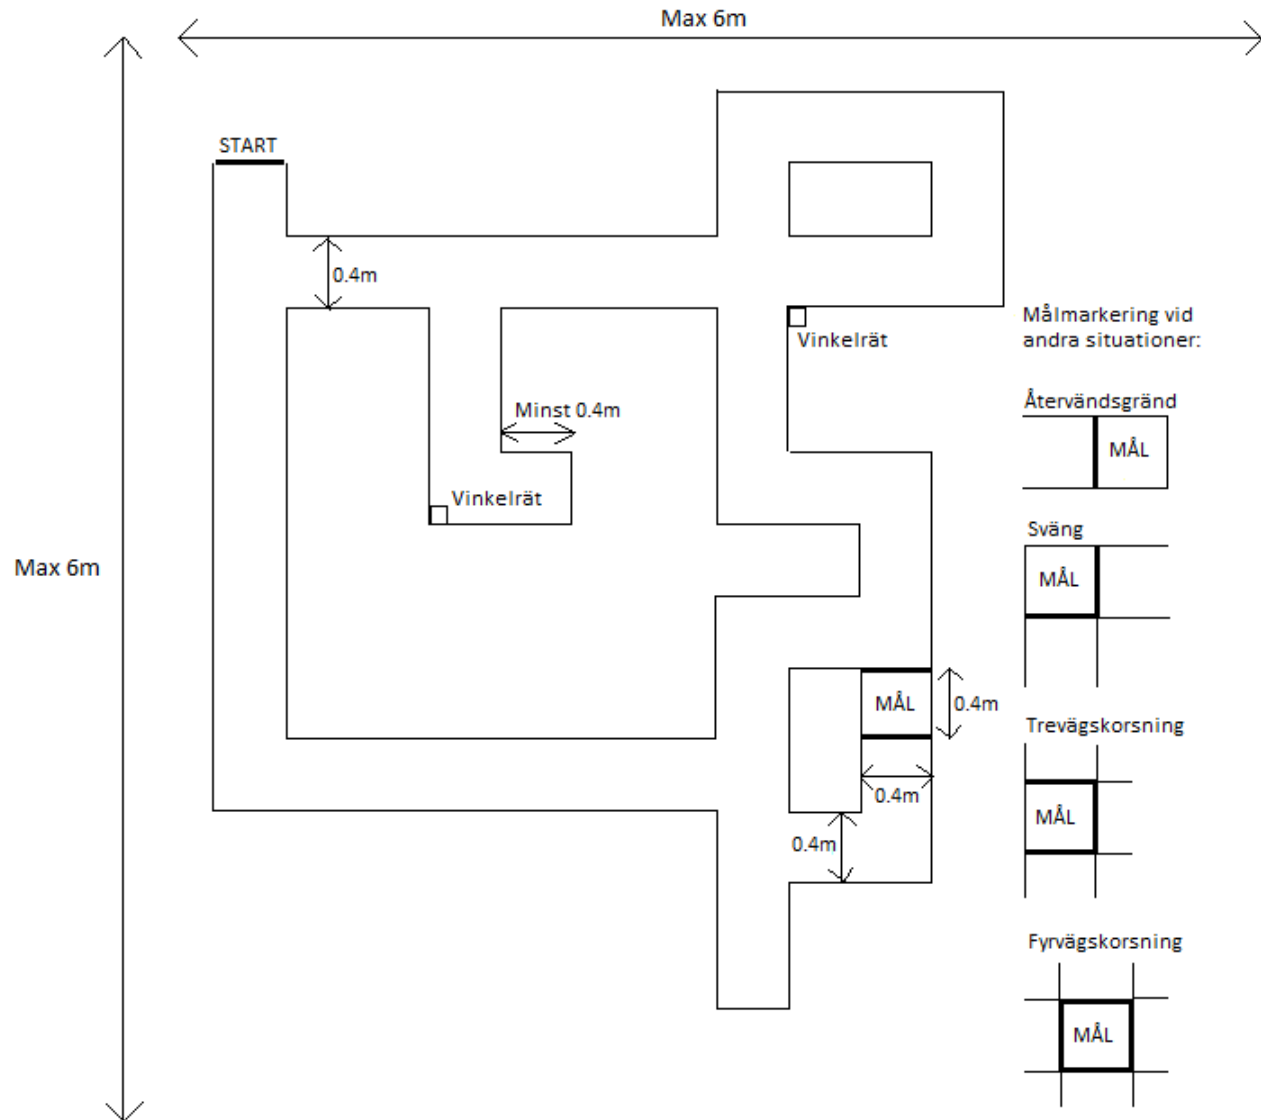 Max 6m
START
0.4m
Vinkelrät
Målmarkering vid
andra situationer:
Återvändsgränd
MÅL
Minst 0.4m
Vinkelrät
Sväng
MÅL
Max 6m
MÅL
0.4m
Trevägskorsning
0.4m
MÅL
0.4m
Fyrvägskorsning
MÅL